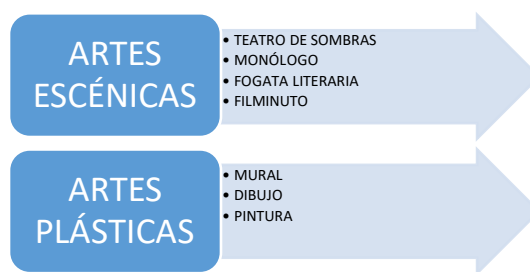 ARTES
ESCÉNICAS
• TEATRO DE SOMBRAS
• MONÓLOGO
• FOGATA LITERARIA
• FILMINUTO
ARTES
PLÁSTICAS
• MURAL
• DIBUJO
• PINTURA